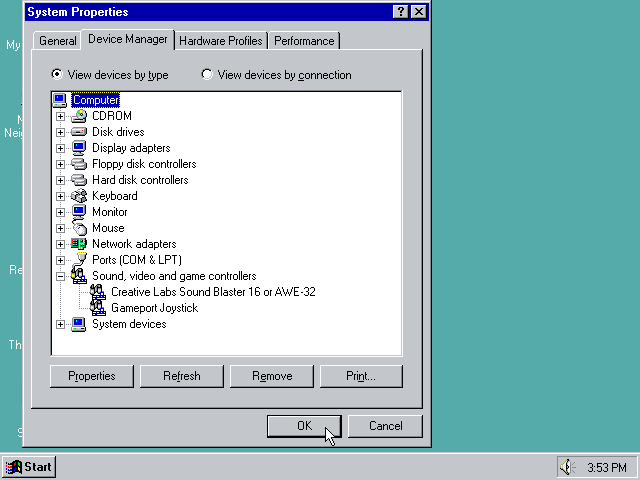 System Properties
General
Device Manager
Hardware Profiles
Performance
View devices by type
View devices by connection
Computer
CDROM
Disk drives
Display adapters
Floppy disk controllers
Hard disk controllers
Keyboard
Monitor
Mouse
Network adapters
Ports (COM & LPT)
Sound, video and game controllers
Creative Labs Sound Blaster 16 or AWE-32
Gameport Joystick
System devices
Properties
Refresh
Remove
Print...
OK
Cancel
My
Neig
Re
Th
Start
3:53 PM